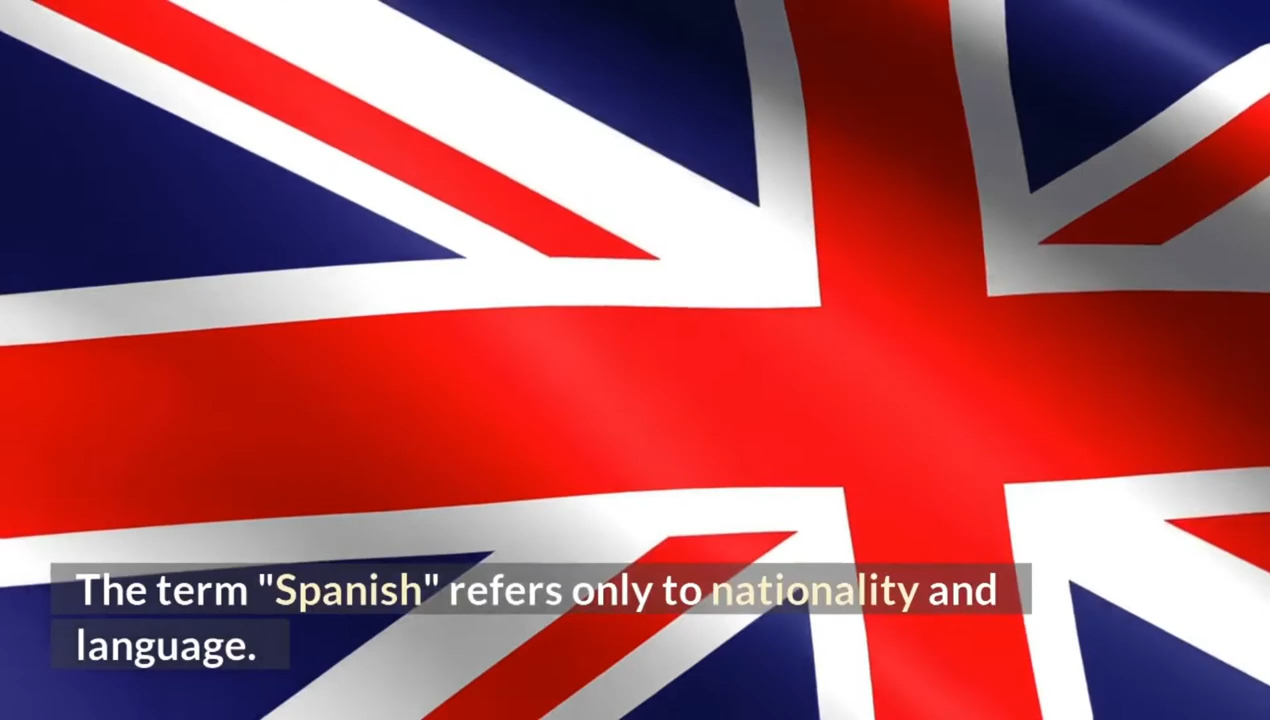 The term "Spanish" refers only to nationality and
language.